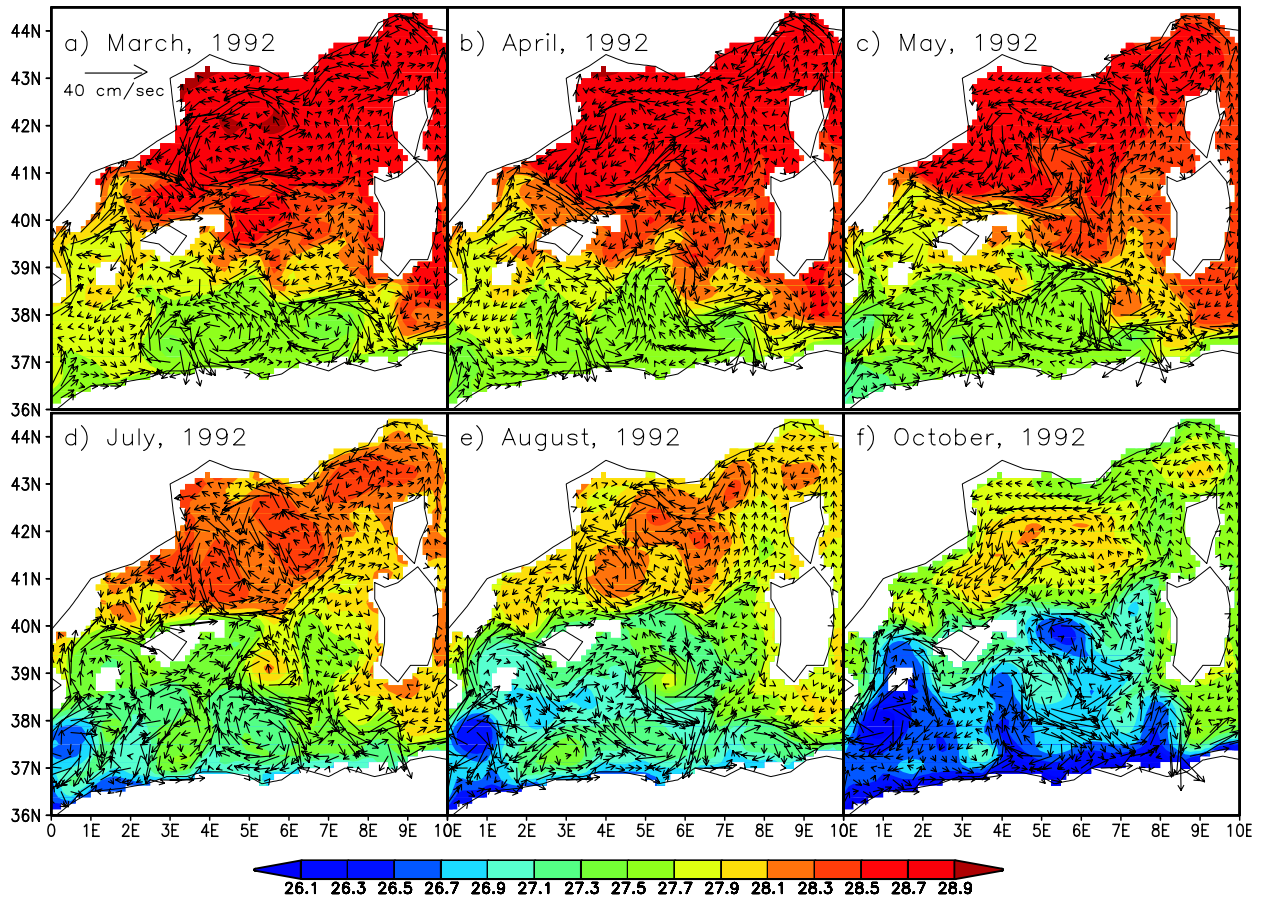 a) March, 1992
b) April, 1992
c) May, 1992
40 cm/sec
44N
43N
42N
41N
40N
39N
38N
37N
36N
d) July, 1992
e) August, 1992
f) October, 1992
44N
43N
42N
41N
40N
39N
38N
37N
36N
0 1E 2E 3E 4E 5E 6E 7E 8E 9E 10E 1E 2E 3E 4E 5E 6E 7E 8E 9E 10E 1E 2E 3E 4E 5E 6E 7E 8E 9E 10E
26.1 26.3 26.5 26.7 26.9 27.1 27.3 27.5 27.7 27.9 28.1 28.3 28.5 28.7 28.9